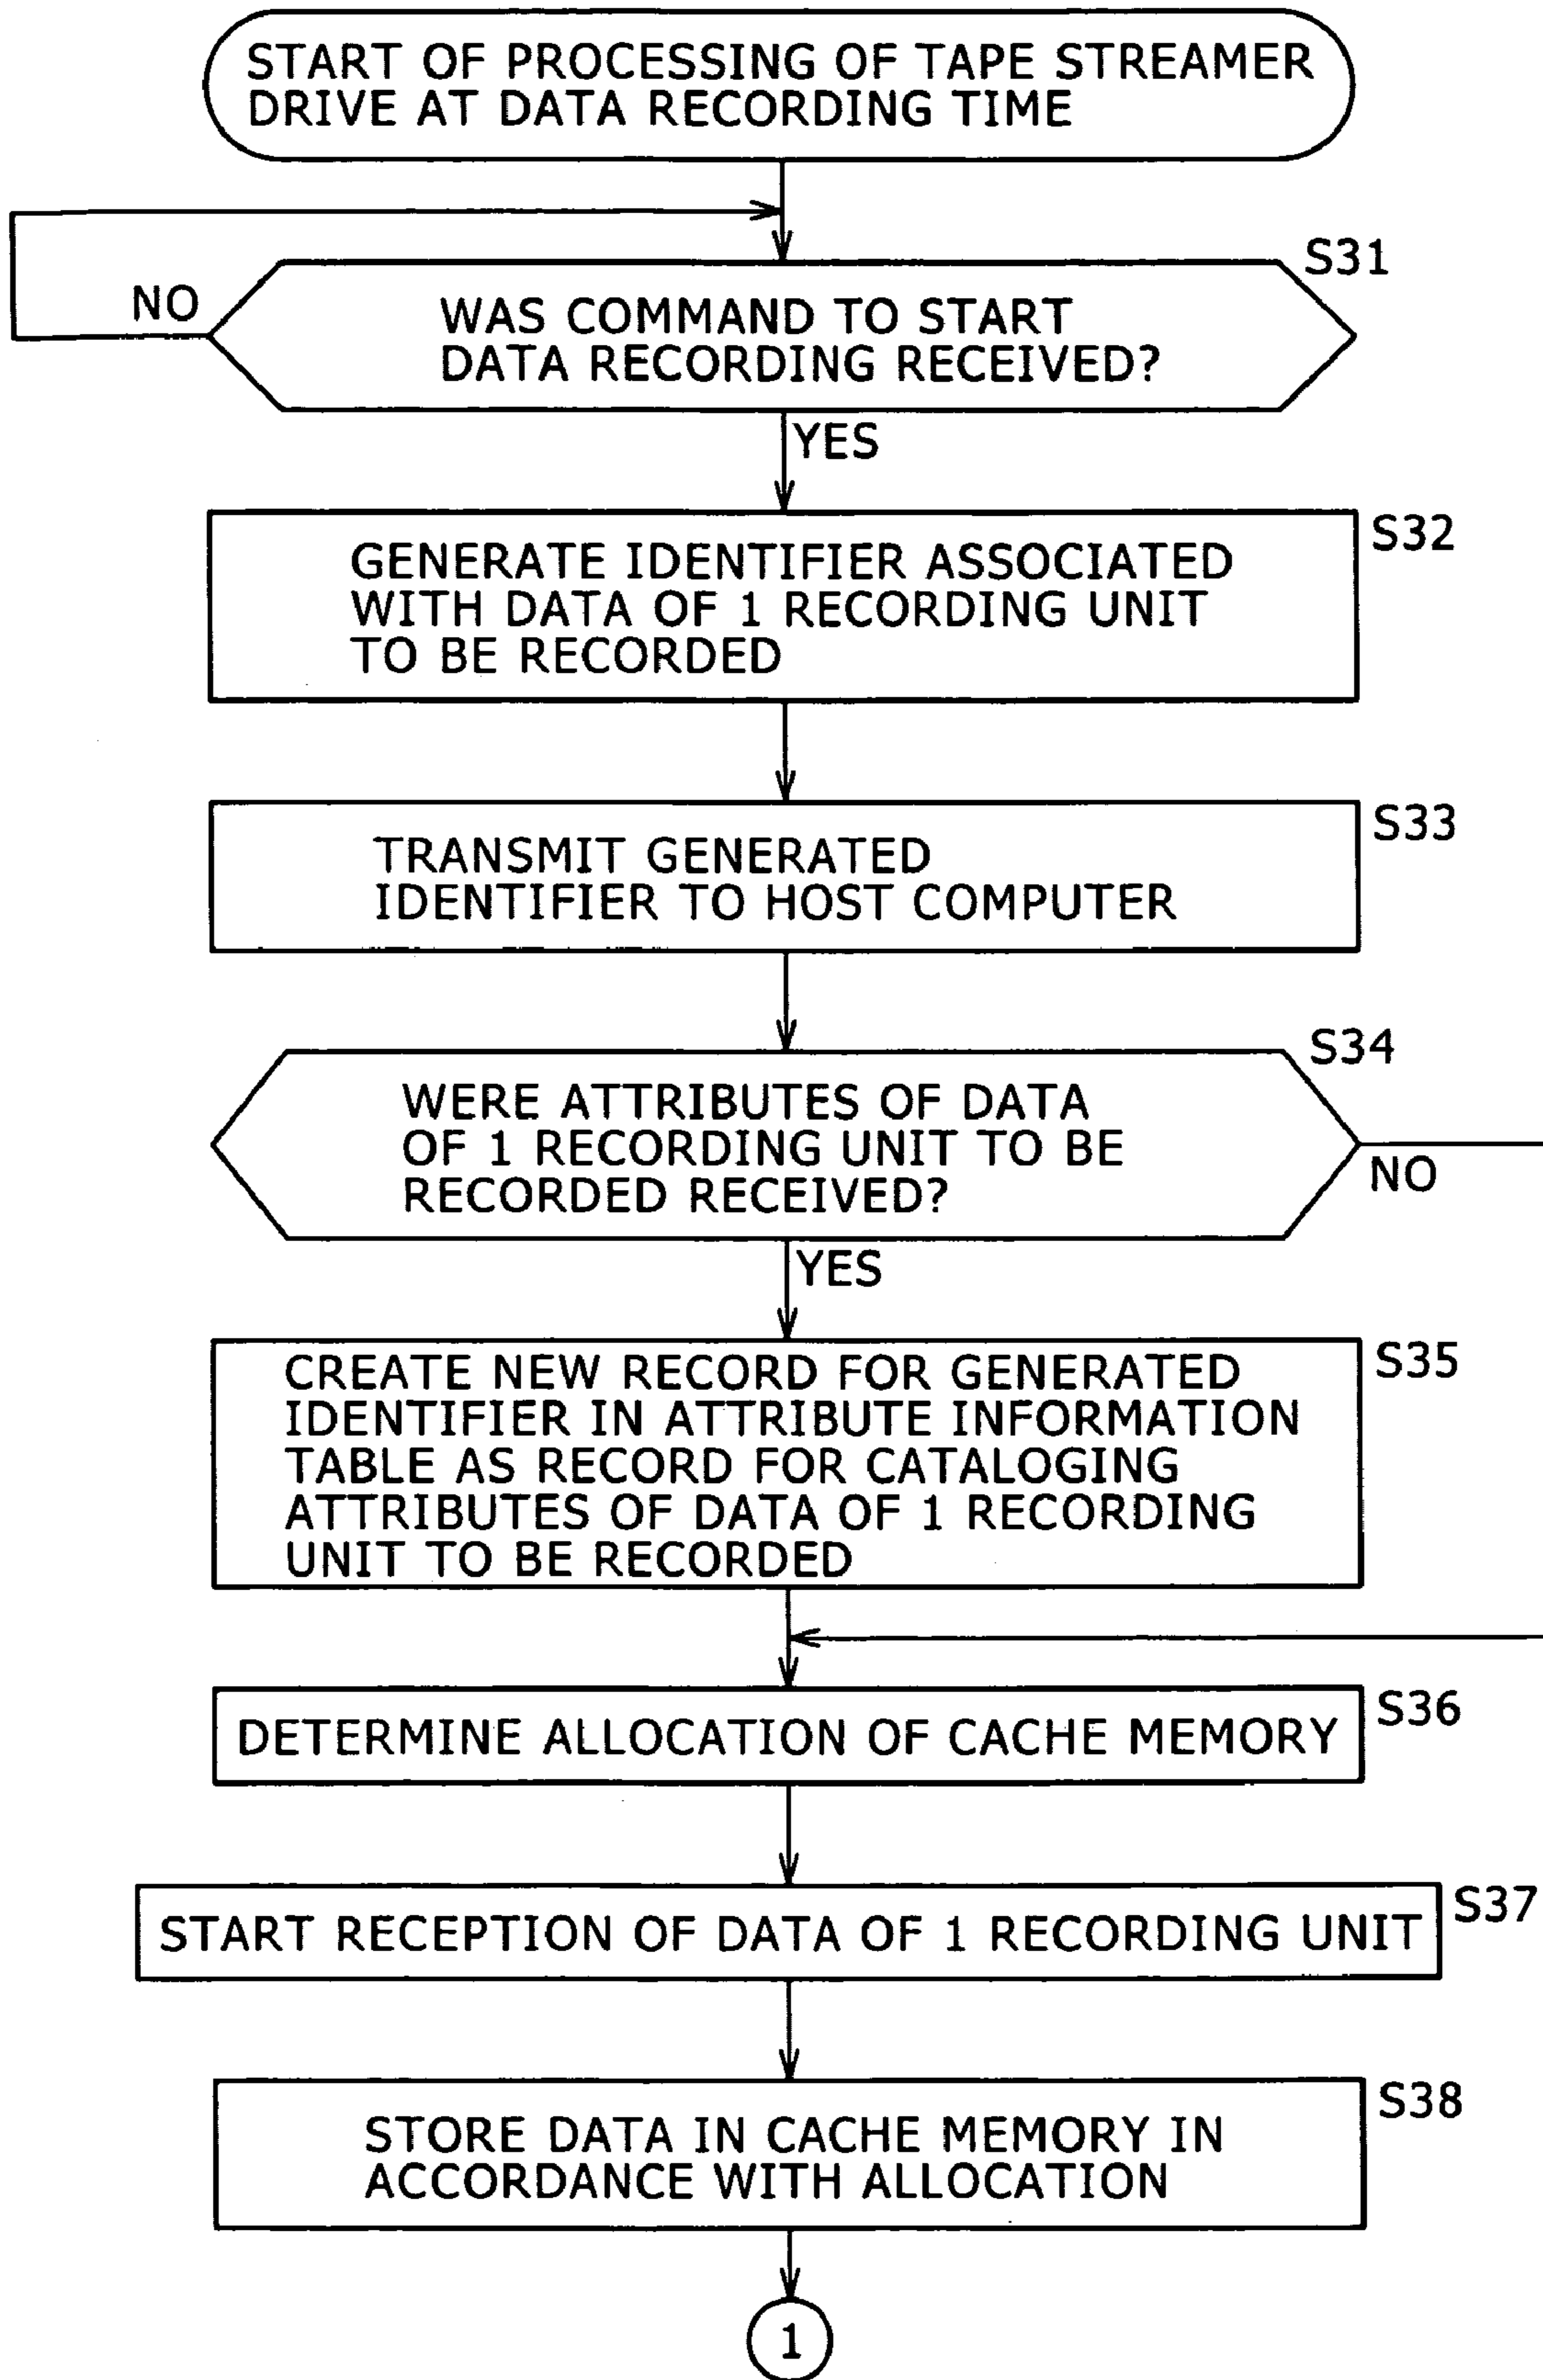 START OF PROCESSING OF TAPE STREAMER
DRIVE AT DATA RECORDING TIME
S31
NO
WAS COMMAND TO START
DATA RECORDING RECEIVED?
YES
S32
GENERATE IDENTIFIER ASSOCIATED
WITH DATA OF 1 RECORDING UNIT
TO BE RECORDED
S33
TRANSMIT GENERATED
IDENTIFIER TO HOST COMPUTER
S34
WERE ATTRIBUTES OF DATA
OF 1 RECORDING UNIT TO BE
RECORDED RECEIVED?
NO
YES
S35
CREATE NEW RECORD FOR GENERATED
IDENTIFIER IN ATTRIBUTE INFORMATION
TABLE AS RECORD FOR CATALOGING
ATTRIBUTES OF DATA OF 1 RECORDING
UNIT TO BE RECORDED
S36
DETERMINE ALLOCATION OF CACHE MEMORY
S37
START RECEPTION OF DATA OF 1 RECORDING UNIT
S38
STORE DATA IN CACHE MEMORY IN
ACCORDANCE WITH ALLOCATION
1